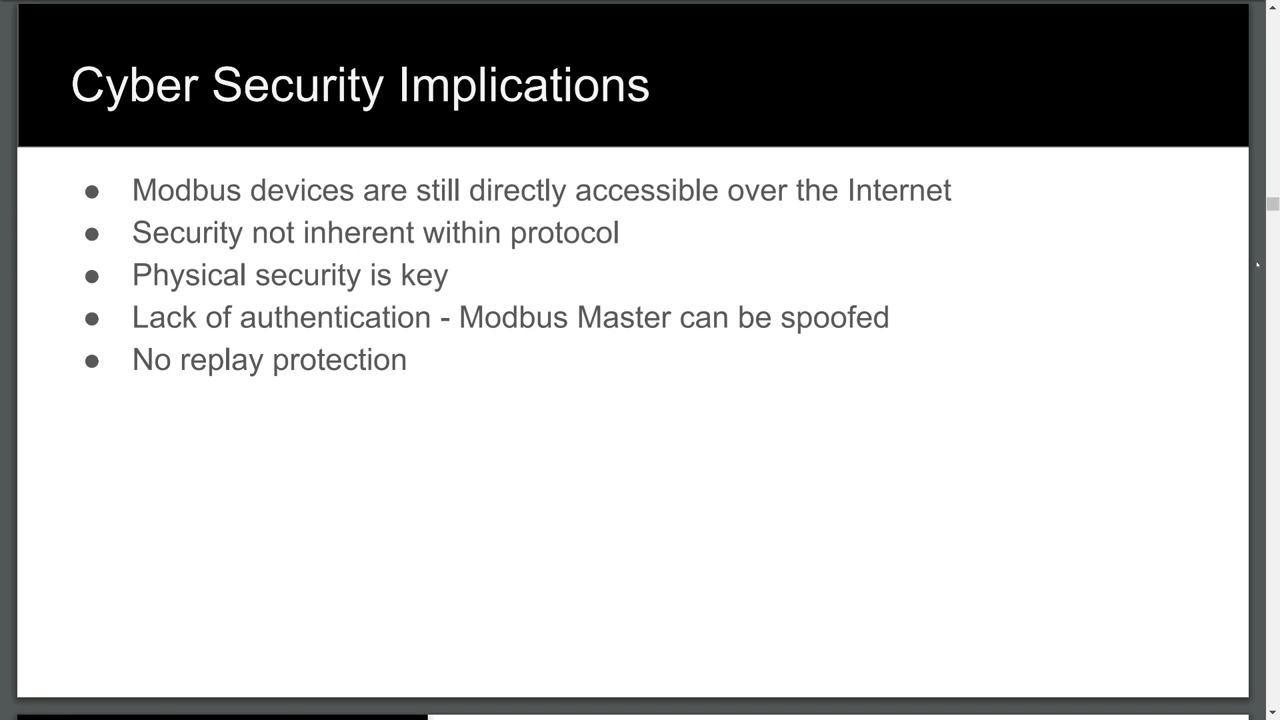 Cyber Security Implications
● Modbus devices are still directly accessible over the Internet
● Security not inherent within protocol
● Physical security is key
● Lack of authentication - Modbus Master can be spoofed
● No replay protection